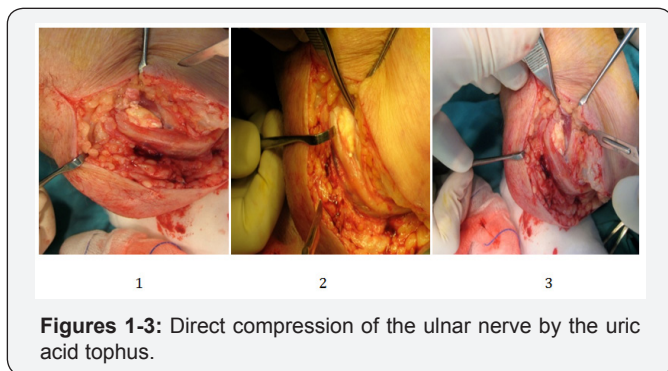 1 2 3
Figures 1-3: Direct compression of the ulnar nerve by the uric
acid tophus.